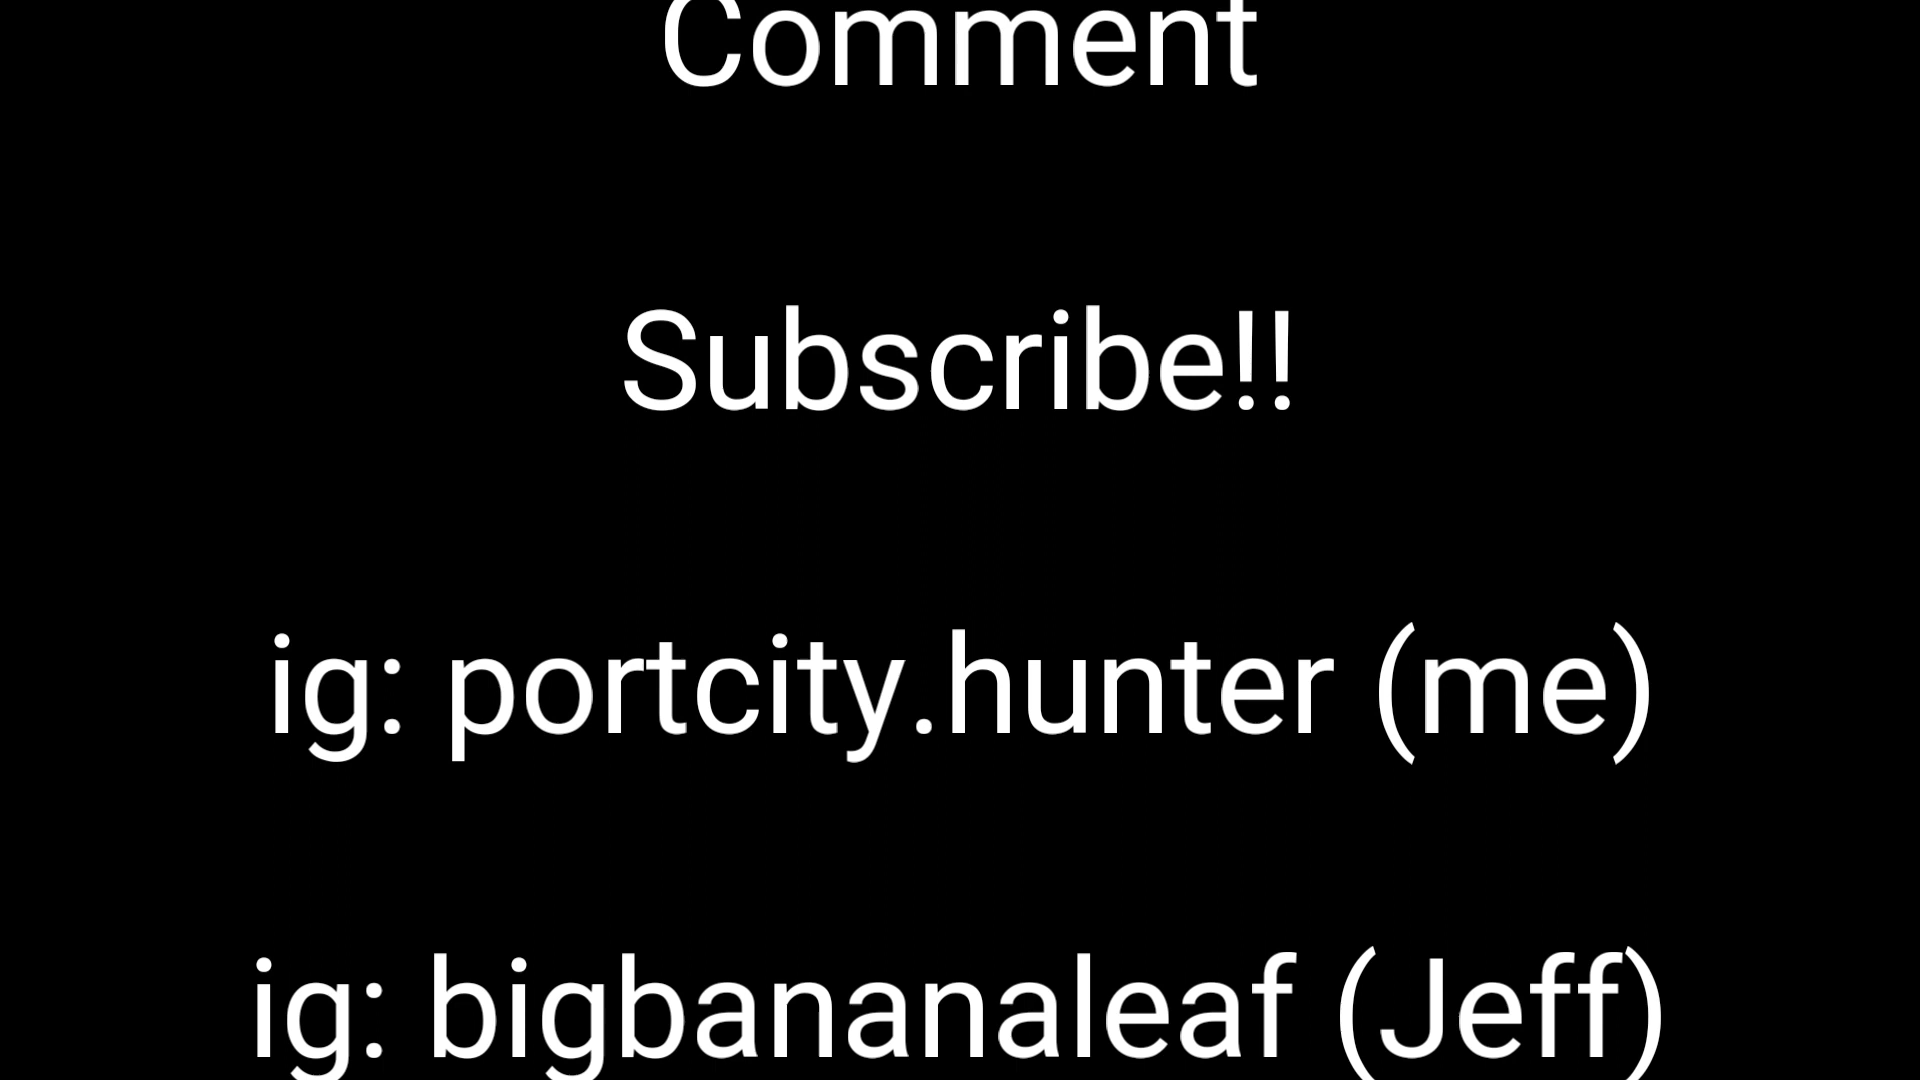 Comment
Subscribe!!
ig: portcity.hunter (me)
ig: bigbananaleaf (Jeff)